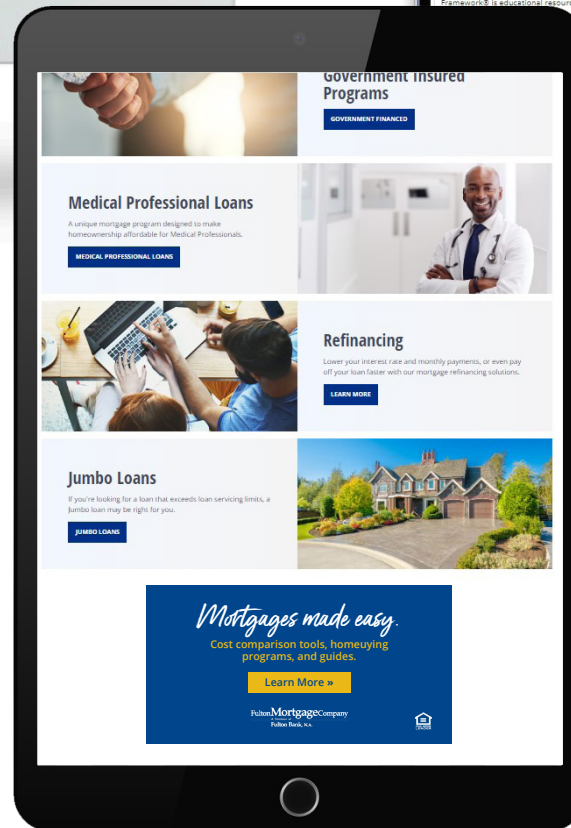 Framework® is educational resour
Government Insured
Programs
GOVERNMENT FINANCED
Medical Professional Loans
A unique mortgage program designed to make
homeownership affordable for Medical Professionals.
MEDICAL PROFESSIONAL LOANS
Refinancing
Lower your interest rate and monthly payments, or even pay
off your loan faster with our mortgage refinancing solutions.
LEARN MORE
Jumbo Loans
If you're looking for a loan that exceeds loan servicing limits, a
Jumbo loan may be right for you.
JUMBO LOANS
Mortgages made easy.
Cost comparison tools, homeuying
programs, and guides.
Learn More »
Fulton Mortgage Company
Fulton Bank, N.A.
LENDER